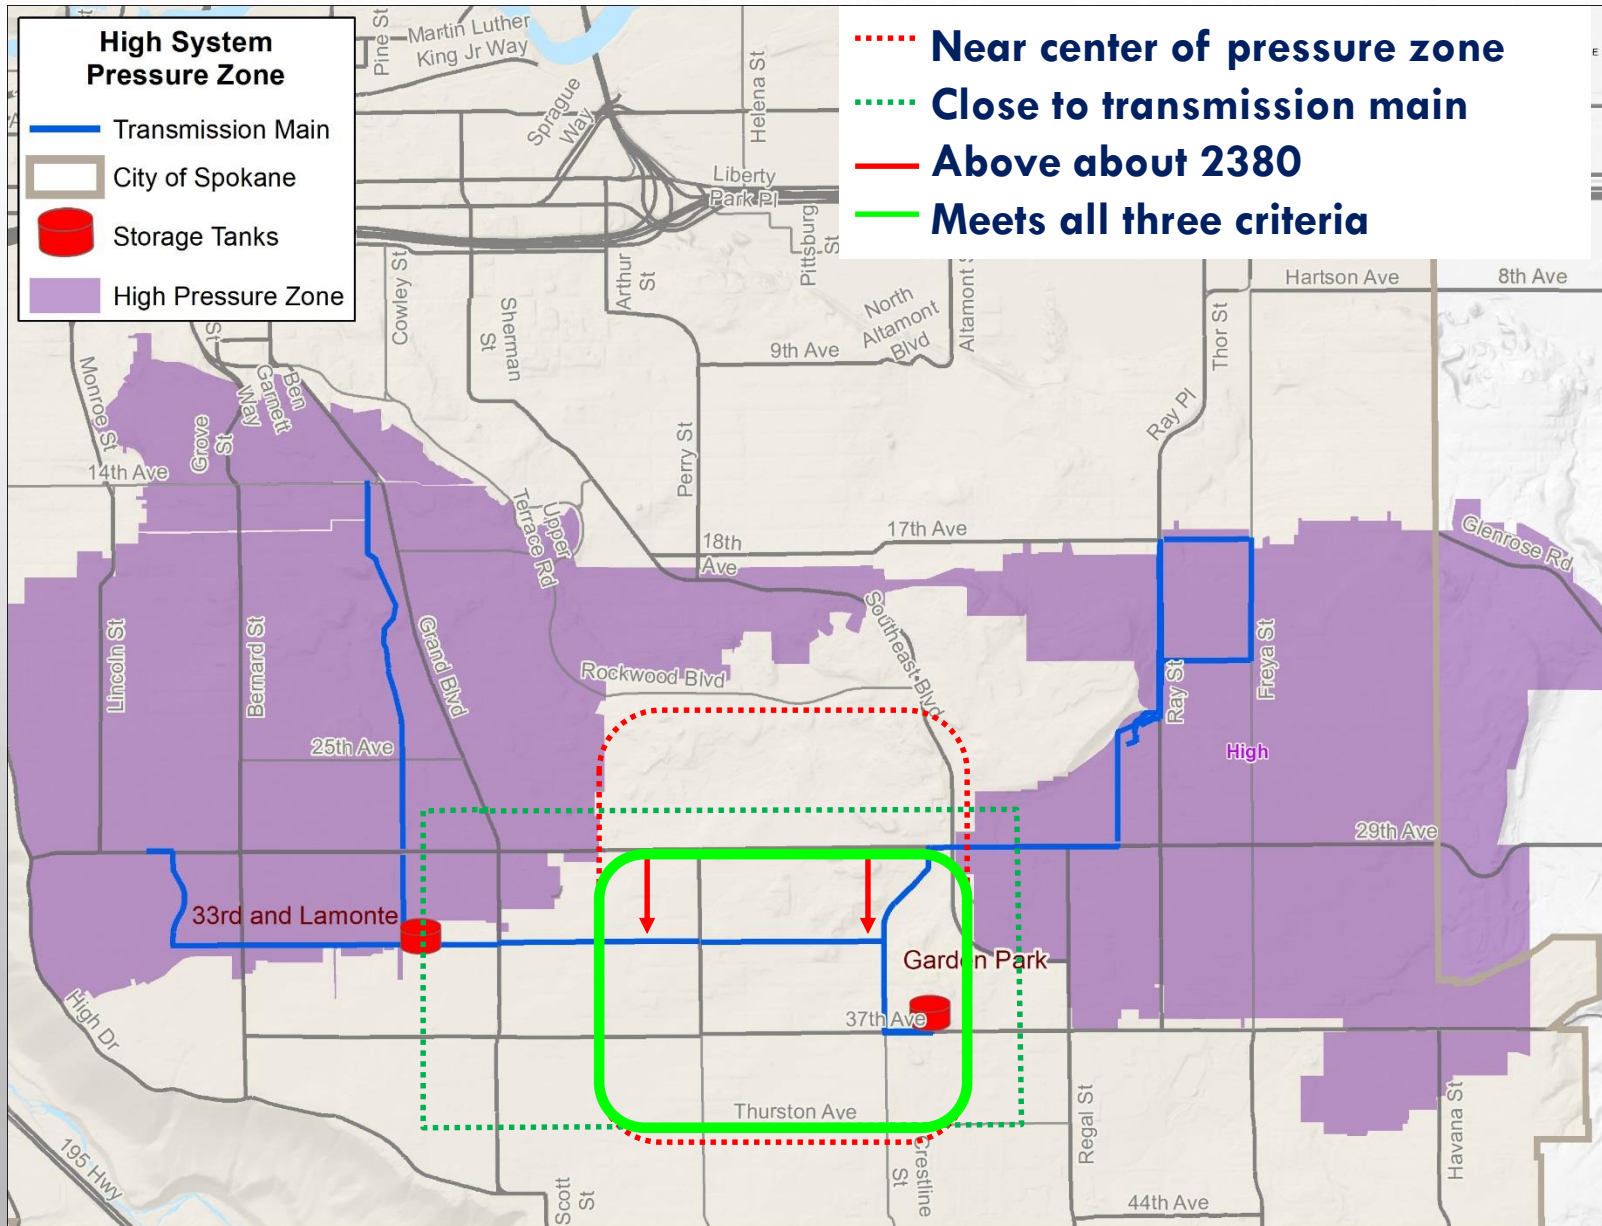 High System
Pressure Zone
Transmission Main
City of Spokane
Storage Tanks
High Pressure Zone
Near center of pressure zone
Close to transmission main
Above about 2380
Meets all three criteria
Pine St
Martin Luther
King Jr Way
Sprague
Way
Helena St
Liberty
Park Pl
Pittsburg
St
Cowley St
Sherman
St
Arthur
St
North
Altamont
Blvd
Altamont S
9th Ave
Hartson Ave
8th Ave
Thor St
Ray Pl
Monroe St
Grove
St
Garnett
Way
Ben
St
14th Ave
Perry St
Upper
Terrace Rd
18th
Ave
17th Ave
Glenrose Rd
Lincoln St
Bernard St
Grand Blvd
Southeast Blvd
Rockwood Blvd
Ray St
Freya St
25th Ave
High
29th Ave
33rd and Lamonte
Garden Park
37th Ave
High Dr
Thurston Ave
Crestline
St
Regal St
Havana St
195 Hwy
Scott
St
44th Ave